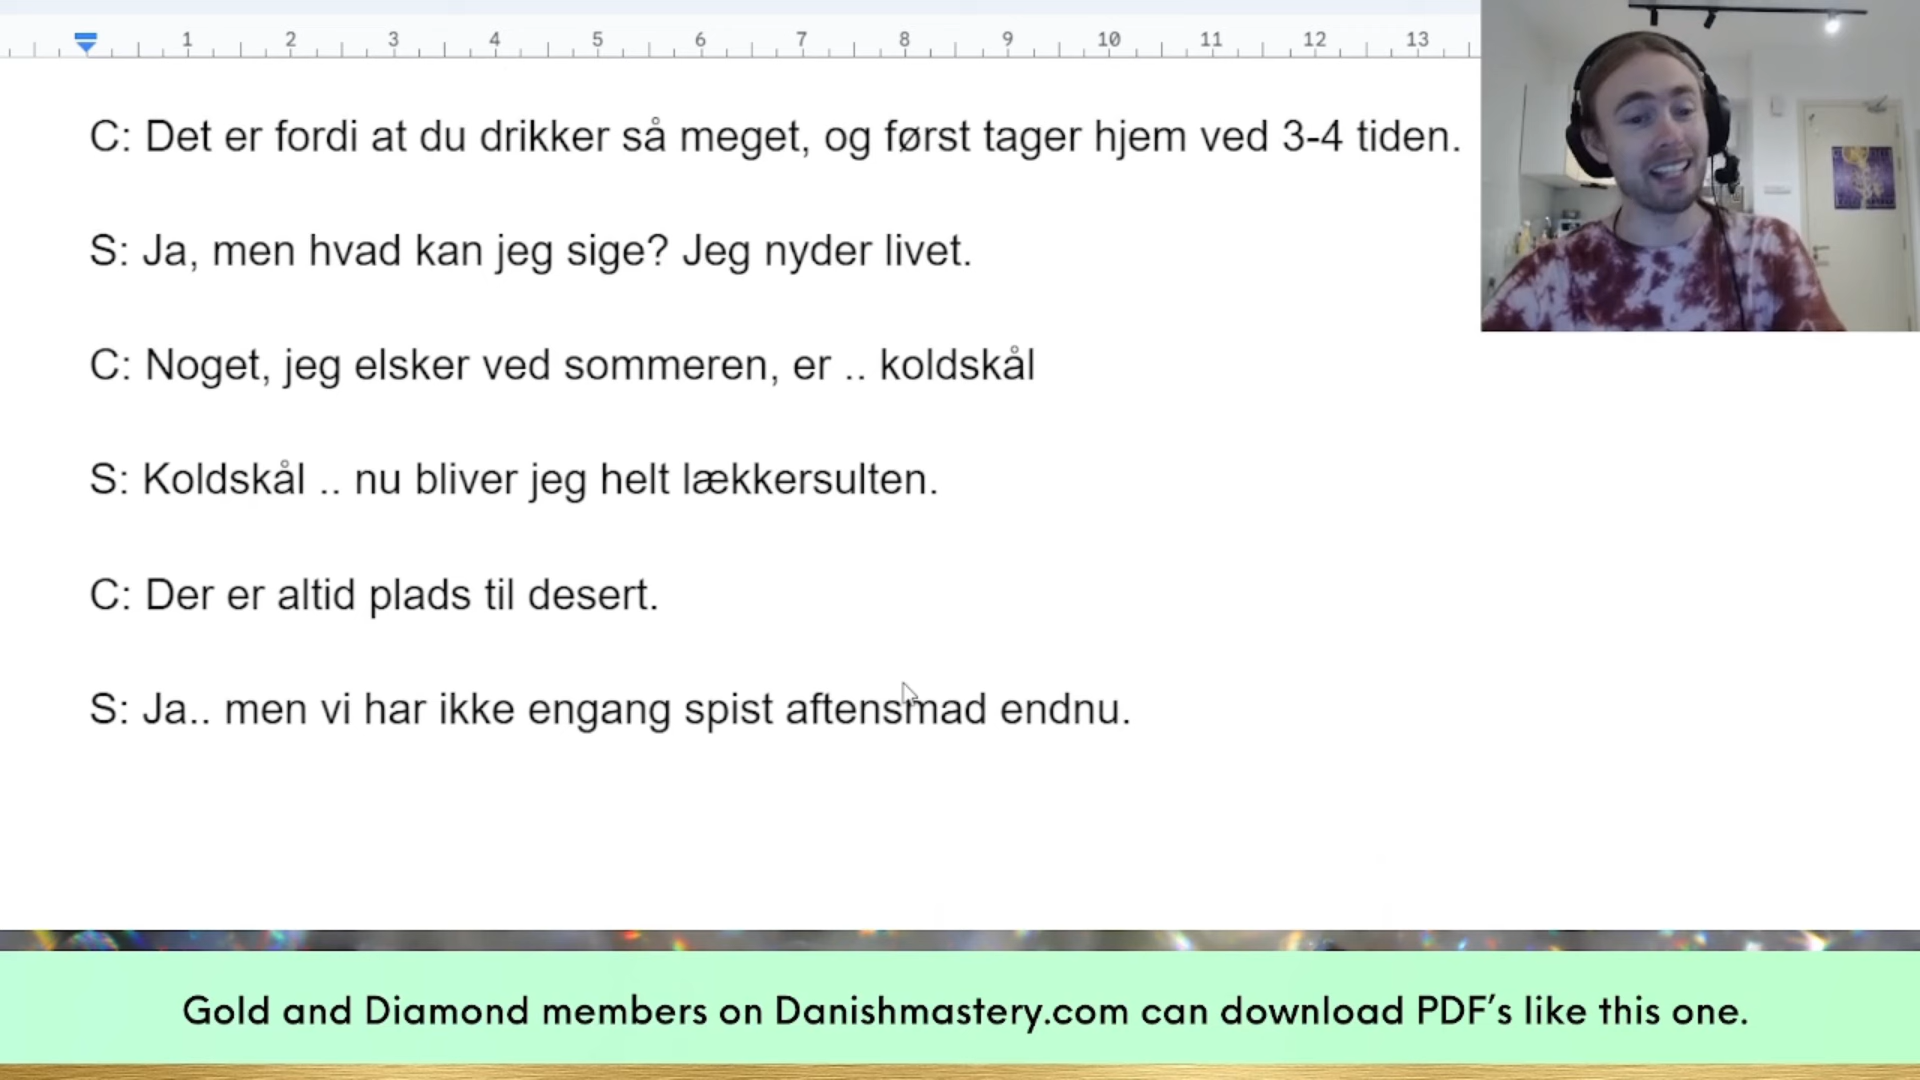 1 2 3 4 5 6 7 8 9 10 11 12 13
C: Det er fordi at du drikker så meget, og først tager hjem ved 3-4 tiden.
S: Ja, men hvad kan jeg sige? Jeg nyder livet.
C: Noget, jeg elsker ved sommeren, er .. koldskål
S: Koldskål .. nu bliver jeg helt lækkersulten.
C: Der er altid plads til desert.
S: Ja.. men vi har ikke engang spist aftensmad endnu.
Gold and Diamond members on Danishmastery.com can download PDF’s like this one.